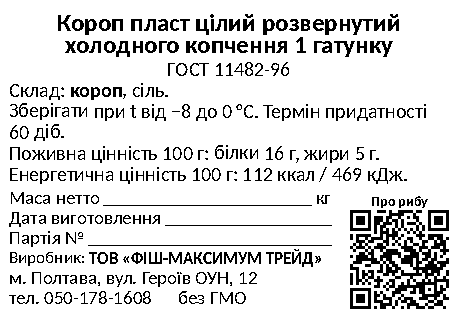 Короп пласт цілий розвернутий
холодного копчення 1 гатунку
ГОСТ 11482-96
Склад: короп, сіль.
Зберігати при t від –8 до 0 °C. Термін придатності
60 діб.
Поживна цінність 100 г: білки 16 г, жири 5 г.
Енергетична цінність 100 г: 112 ккал / 469 кДж.
Маса нетто ______________________ кг
Дата виготовлення __________________
Партія № __________________________
Виробник: ТОВ «ФІШ-МАКСИМУМ ТРЕЙД»
м. Полтава, вул. Героїв ОУН, 12
тел. 050-178-1608 без ГМО
Про рибу